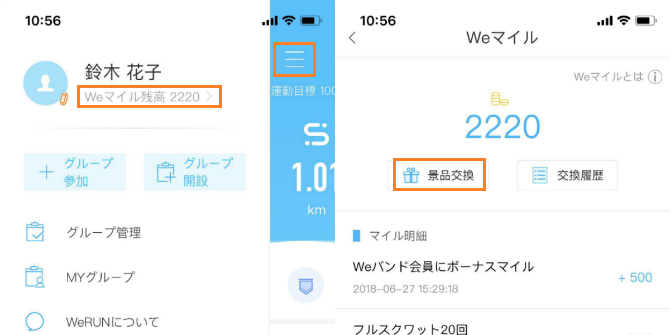 10:56
鈴木 花子
Weマイル残高 2220
グループ
参加
グループ
開設
グループ管理
MYグループ
WeRUNについて
運動目標 100
1.01
km
10:56
Weマイル
Weマイルとは
2220
景品交換
交換履歴
マイル明細
Weバンド会員にボーナスマイル
+ 500
2018-06-27 15:29:18
フルスクワット20回